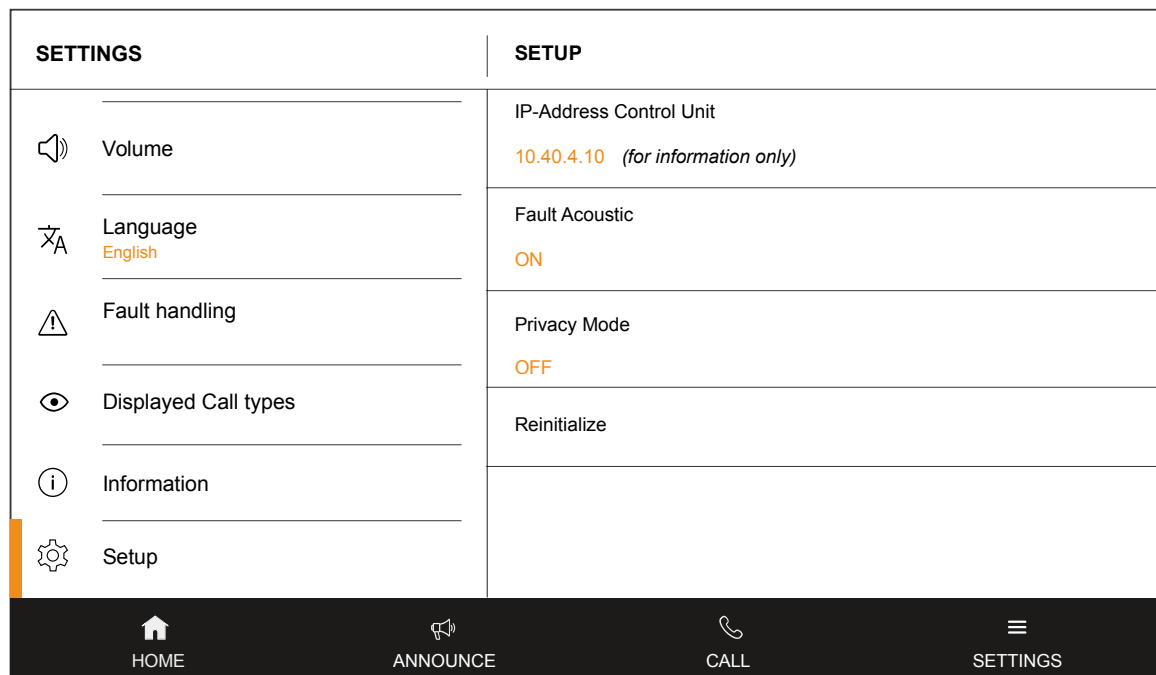 SETTINGS
Volume
Language
English
Fault handling
Displayed Call types
Information
Setup
SETUP
IP-Address Control Unit
10.40.4.10 (for information only)
Fault Acoustic
ON
Privacy Mode
OFF
Reinitialize
HOME
ANNOUNCE
CALL
SETTINGS